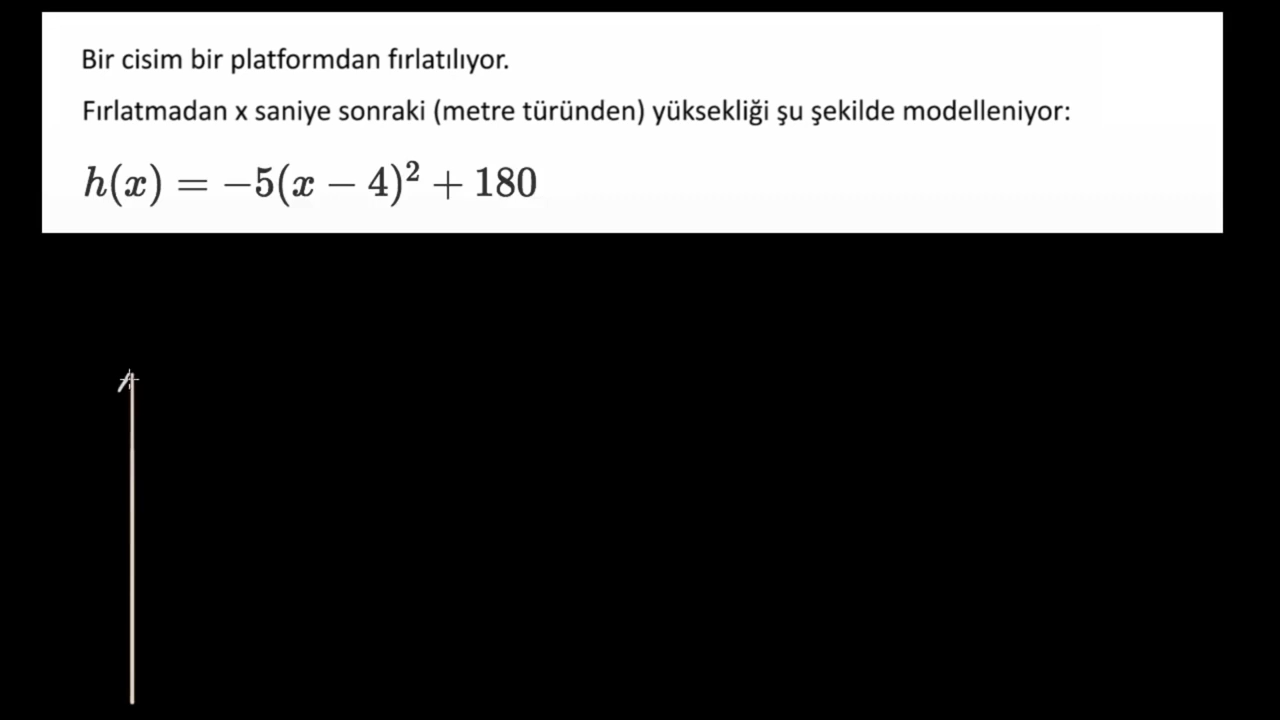 Bir cisim bir platformdan fırlatılıyor.
Fırlatmadan x saniye sonraki (metre türünden) yüksekliği şu şekilde modelleniyor:
h(x) = −5(x − 4)² + 180